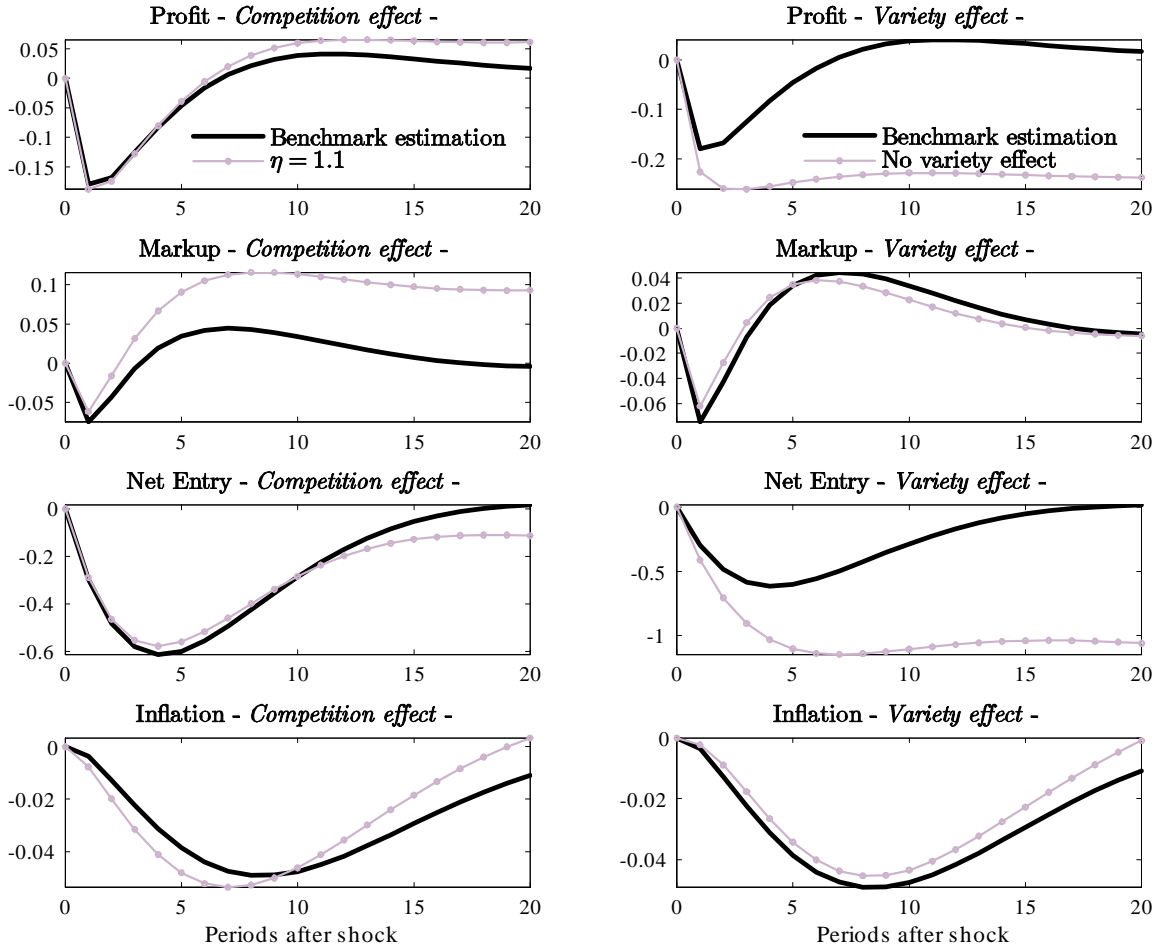 Profit - Competition effect -
0.05
0
-0.05
-0.1
-0.15
Benchmark estimation
η = 1.1
0 5 10 15 20
Profit - Variety effect -
0
-0.1
-0.2
Benchmark estimation
No variety effect
0 5 10 15 20
Markup - Competition effect -
0.1
0.05
0
-0.05
0 5 10 15 20
Markup - Variety effect -
0.04
0.02
0
-0.02
-0.04
-0.06
0 5 10 15 20
Net Entry - Competition effect -
0
-0.2
-0.4
-0.6
0 5 10 15 20
Net Entry - Variety effect -
0
-0.5
-1
0 5 10 15 20
Inflation - Competition effect -
0
-0.02
-0.04
0 5 10 15 20
Periods after shock
Inflation - Variety effect -
0
-0.02
-0.04
0 5 10 15 20
Periods after shock